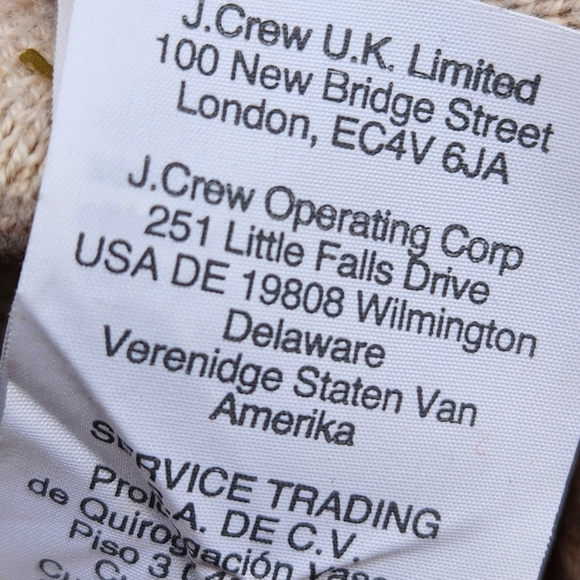 J.Crew U.K. Limited
100 New Bridge Street
London, EC4V 6JA
J.Crew Operating Corp
251 Little Falls Drive
USA DE 19808 Wilmington
Delaware
Verenidge Staten Van
Amerika
SERVICE TRADING
A. DE C.V.
de
Piso 3